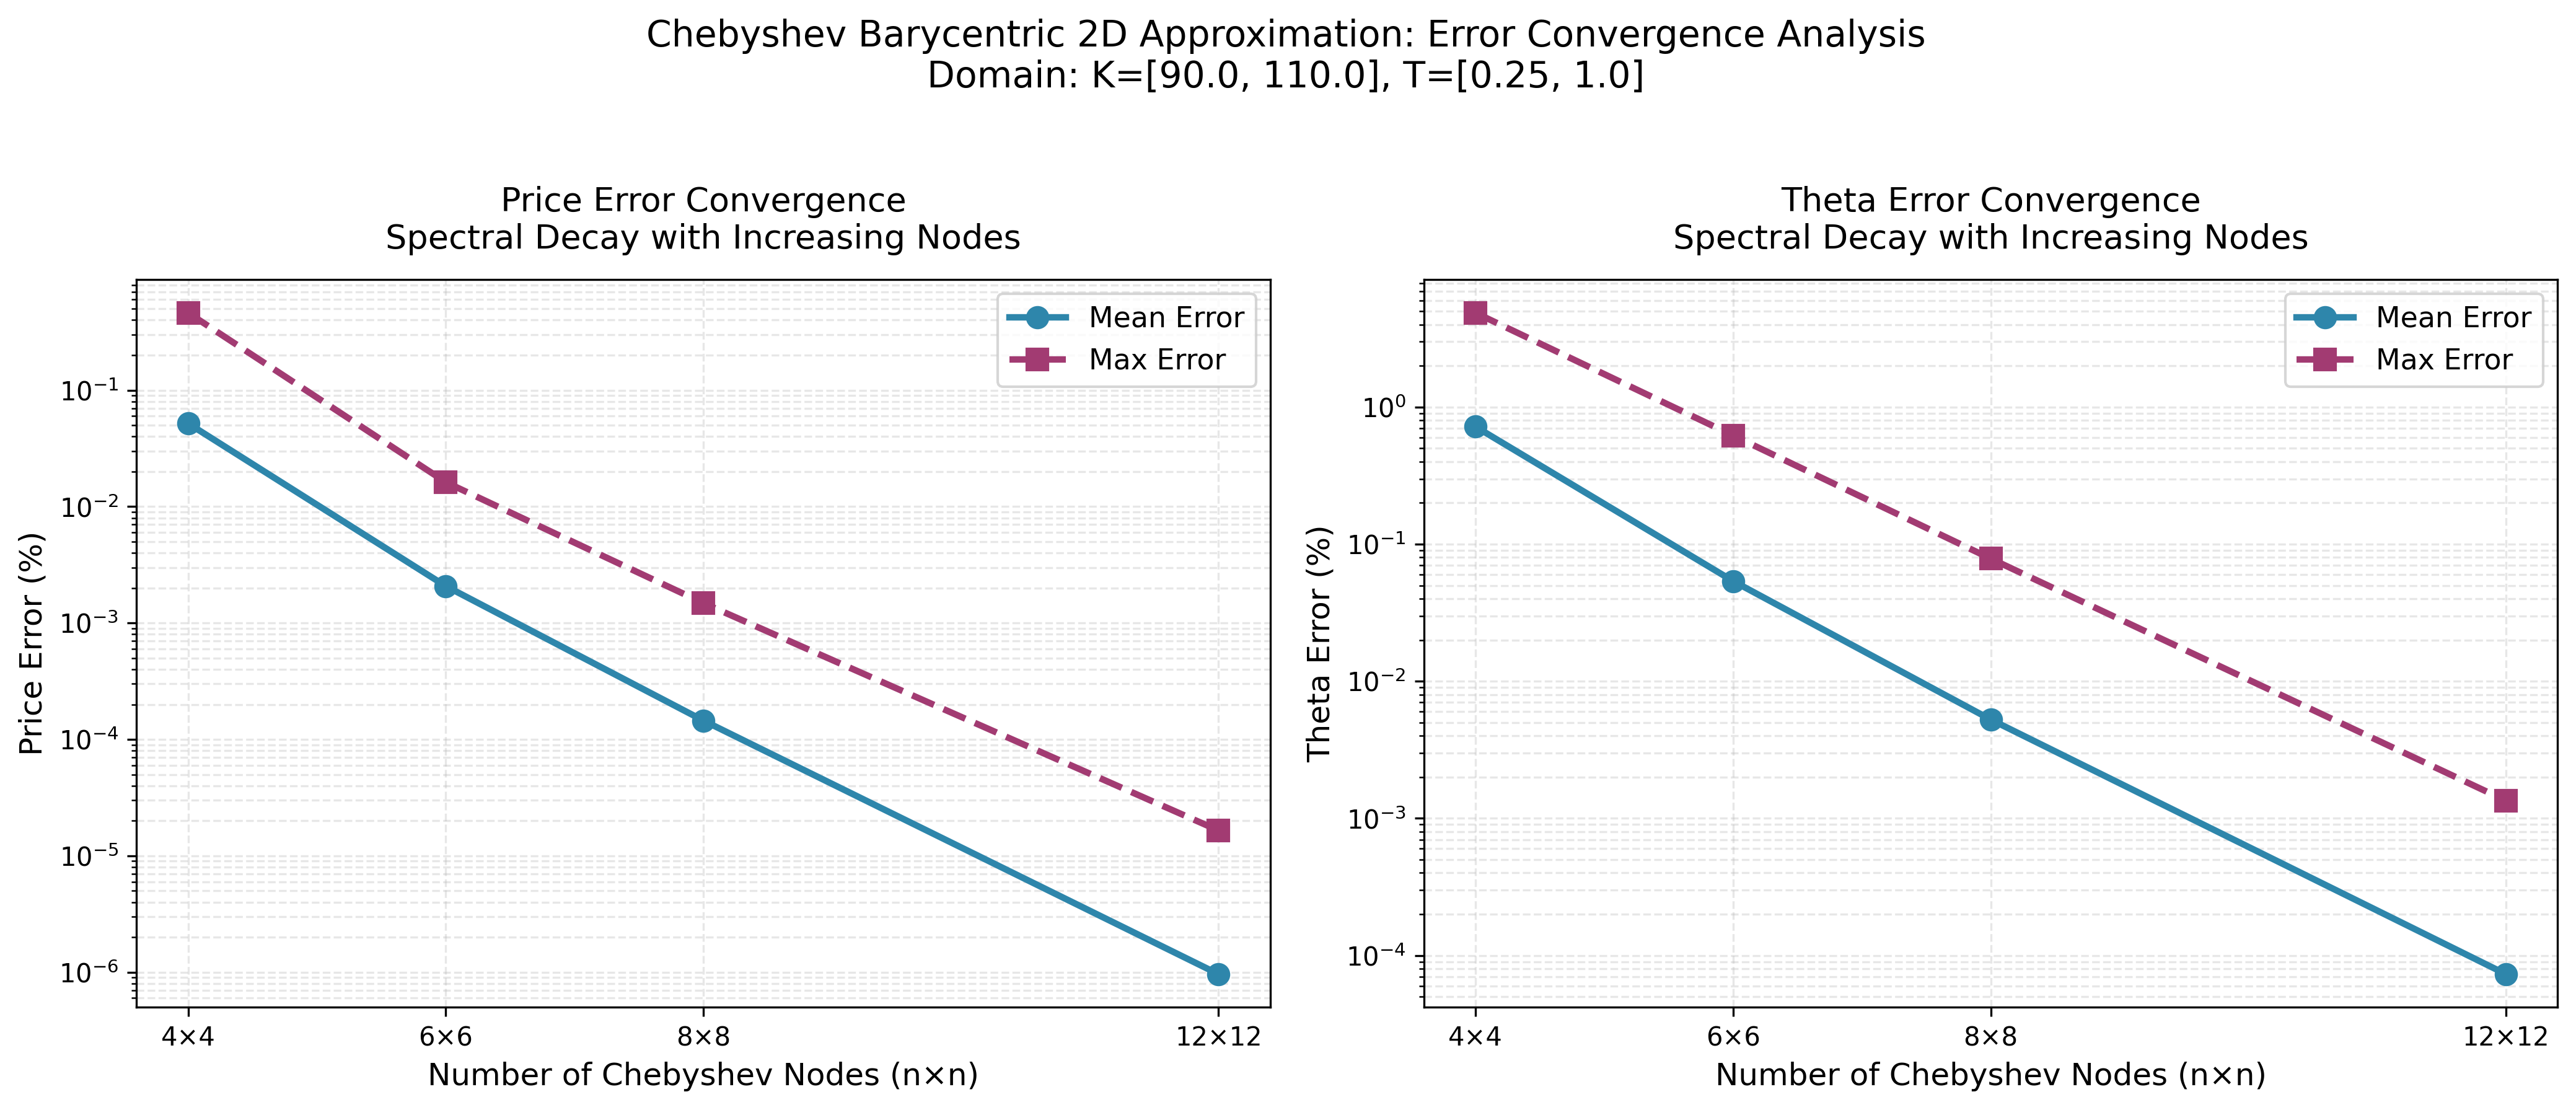 Chebyshev Barycentric 2D Approximation: Error Convergence Analysis
Domain: K=[90.0, 110.0], T=[0.25, 1.0]
Price Error Convergence
Spectral Decay with Increasing Nodes
Mean Error
Max Error
Price Error (%)
10⁻¹
10⁻²
10⁻³
10⁻⁴
10⁻⁵
10⁻⁶
4×4
6×6
8×8
12×12
Number of Chebyshev Nodes (n×n)
Theta Error Convergence
Spectral Decay with Increasing Nodes
Mean Error
Max Error
Theta Error (%)
10⁰
10⁻¹
10⁻²
10⁻³
10⁻⁴
4×4
6×6
8×8
12×12
Number of Chebyshev Nodes (n×n)